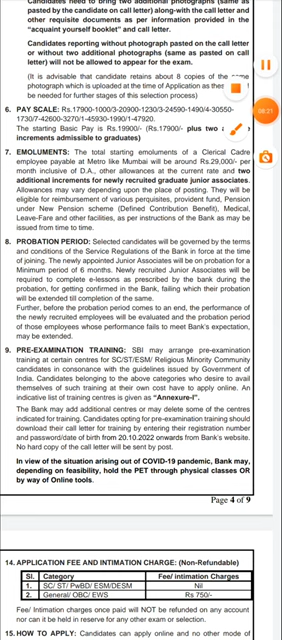 Candidates need to bring two additional photographs (same as
pasted by the candidate on call letter) along-with the call letter and
other requisite documents as per information provided in the
"acquaint yourself booklet" and call letter.
Candidates reporting without photograph pasted on the call letter
or without two additional photographs (same as pasted on call
letter) will not be allowed to appear for the exam.
(It is advisable that candidate retains about 8 copies of the same
photograph which is uploaded at the time of Application as these
be needed for further stages of this selection process)
08:25
6. PAY SCALE: Rs.17900-1000/3-20900-1230/3-24590-1490/4-30550-
1730/7-42600-3270/1-45930-1990/1-47920.
The starting Basic Pay is Rs.19900/- (Rs.17900/- plus two
increments admissible to graduates)
7. EMOLUMENTS: The total starting emoluments of a Clerical Cadre
employee payable at Metro like Mumbai will be around Rs.29,000/- per
month inclusive of D.A., other allowances at the current rate and two
additional increments for newly recruited graduate junior associates.
Allowances may vary depending upon the place of posting. They will be
eligible for reimbursement of various perquisites, provident fund, Pension
under New Pension scheme (Defined Contribution Benefit), Medical,
Leave-Fare and other facilities, as per instructions of the Bank as may be
issued from time to time.
8. PROBATION PERIOD: Selected candidates will be governed by the terms
and conditions of the Service Regulations of the Bank in force at the time
of joining. The newly appointed Junior Associates will be on probation for a
Minimum period of 6 months. Newly recruited Junior Associates will be
required to complete e-lessons as prescribed by the bank during the
probation, for getting confirmed in the Bank, failing which their probation
will be extended till completion of the same.
Further, before the probation period comes to an end, the performance of
the newly recruited employees will be evaluated and the probation period
of those employees whose performance fails to meet Bank's expectation,
may be extended.
9. PRE-EXAMINATION TRAINING: SBI may arrange pre-examination
training at certain centres for SC/ST/ESM/ Religious Minority Community
candidates in consonance with the guidelines issued by Government of
India. Candidates belonging to the above categories who desire to avail
themselves of such training at their own cost have to apply online. An
indicative list of training centres is given as "Annexure-I".
The Bank may add additional centres or may delete some of the centres
indicated for training. Candidates opting for pre-examination training should
download their call letter for training by entering their registration number
and password/date of birth from 20.10.2022 onwards from Bank's website.
No hard copy of the call letter will be sent by post.
In view of the situation arising out of COVID-19 pandemic, Bank may,
depending on feasibility, hold the PET through physical classes OR
by way of Online tools.
Page 4 of 9
14. APPLICATION FEE AND INTIMATION CHARGE: (Non-Refundable)
Sl. Category Fee/ intimation Charges
1. SC/ ST/ PwBD/ ESM/DESM Nil
2. General/ OBC/ EWS Rs 750/-
Fee/ Intimation charges once paid will NOT be refunded on any account
nor can it be held in reserve for any other exam or selection.
15. HOW TO APPLY: Candidates can apply online and no other mode of